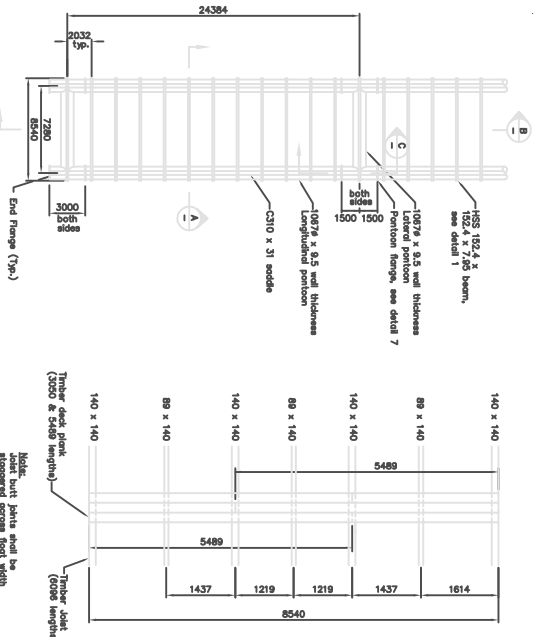 24384
2032
typ.
7280
8540
3000
both
sides
End Flange (Typ.)
A
-
B
-
C
-
both
sides
1500 1500
HSS 152.4 x
152.4 x 7.95 beam,
see detail 1
1067ø x 9.5 wall thickness
Lateral pontoon
Pontoon flange, see detail 7
1067ø x 9.5 wall thickness
Longitudinal pontoon
C310 x 31 saddle
140 x 140
89 x 140
140 x 140
140 x 140
89 x 140
140 x 140
5489
5489
1437
1219
1219
1437
1614
8540
Timber deck plank
(3050 & 5489 lengths)
Timber Joist
(6096 lengths
Note:
Joist butt joints shall be
staggered across float width